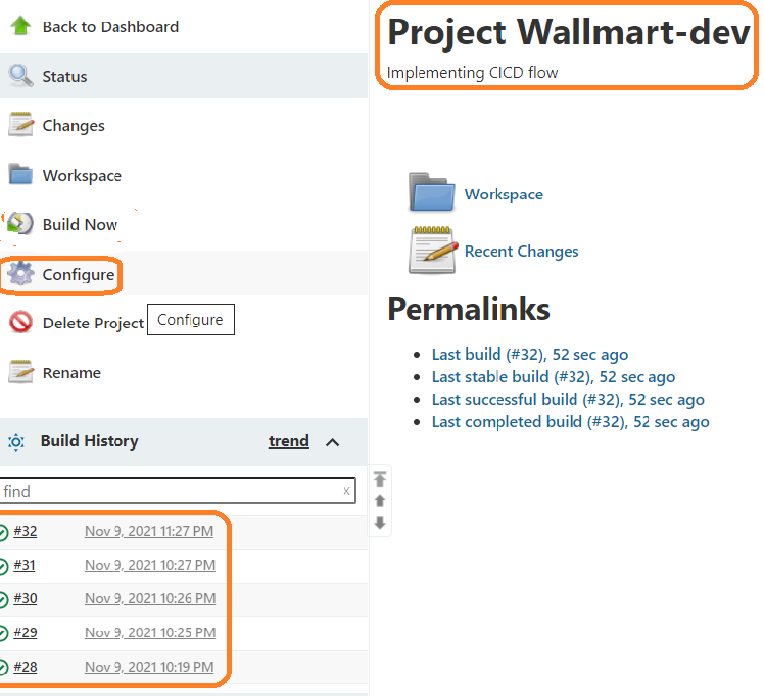 Back to Dashboard
Status
Changes
Workspace
Build Now
Configure
Delete Project
Configure
Rename
Build History trend
find x
#32 Nov 9, 2021 11:27 PM
#31 Nov 9, 2021 10:27 PM
#30 Nov 9, 2021 10:26 PM
#29 Nov 9, 2021 10:25 PM
#28 Nov 9, 2021 10:19 PM
Project Wallmart-dev
Implementing CICD flow
Workspace
Recent Changes
Permalinks
Last build (#32), 52 sec ago
Last stable build (#32), 52 sec ago
Last successful build (#32), 52 sec ago
Last completed build (#32), 52 sec ago